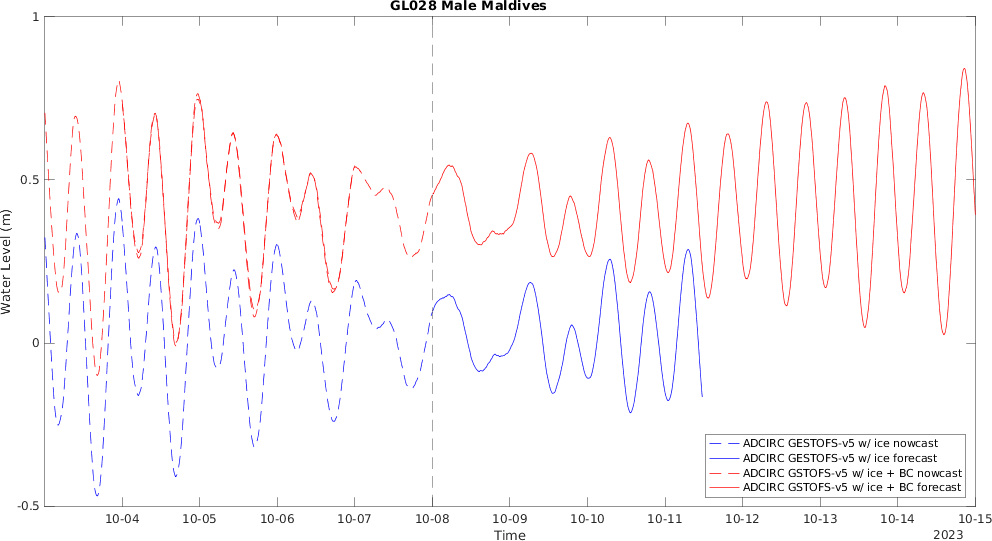 GL028 Male Maldives
Water Level (m)
1
0.5
0
-0.5
10-04 10-05 10-06 10-07 10-08 10-09 10-10 10-11 10-12 10-13 10-14 10-15
Time
2023
ADCIRC GESTOFS-v5 w/ ice nowcast
ADCIRC GESTOFS-v5 w/ ice forecast
ADCIRC GSTOFS-v5 w/ ice + BC nowcast
ADCIRC GSTOFS-v5 w/ ice + BC forecast